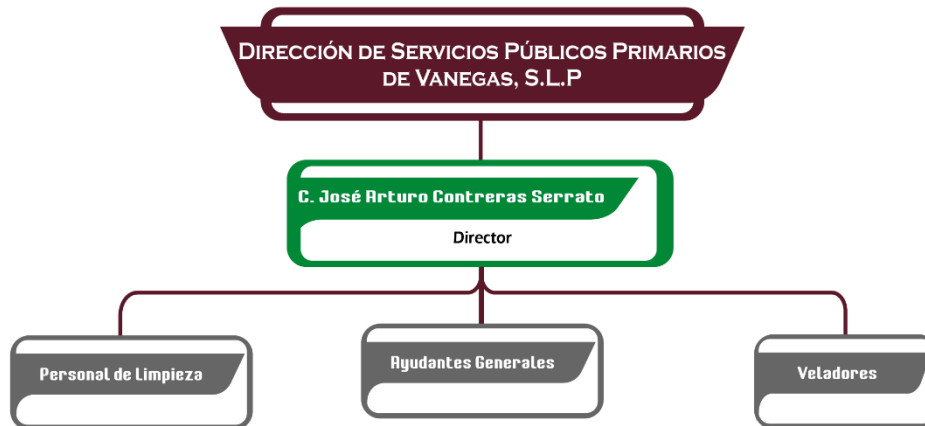 DIRECCIÓN DE SERVICIOS PÚBLICOS PRIMARIOS
DE VANEGAS, S.L.P
C. José Arturo Contreras Serrato
Director
Personal de Limpieza
Ayudantes Generales
Veladores